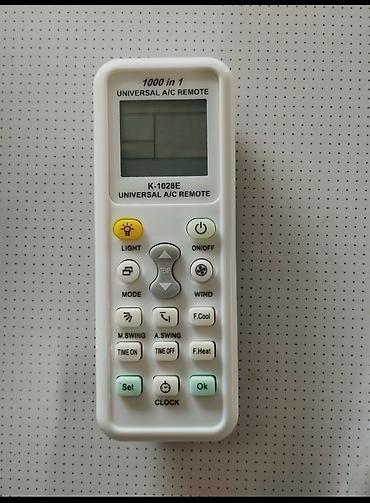 1000 in 1
UNIVERSAL A/C REMOTE
K-1028E
UNIVERSAL A/C REMOTE
LIGHT
ON/OFF
TEMP
MODE
WIND
F.Cool
M.SWING
A.SWING
TIME ON
TIME OFF
F.Heat
Set
Ok
CLOCK